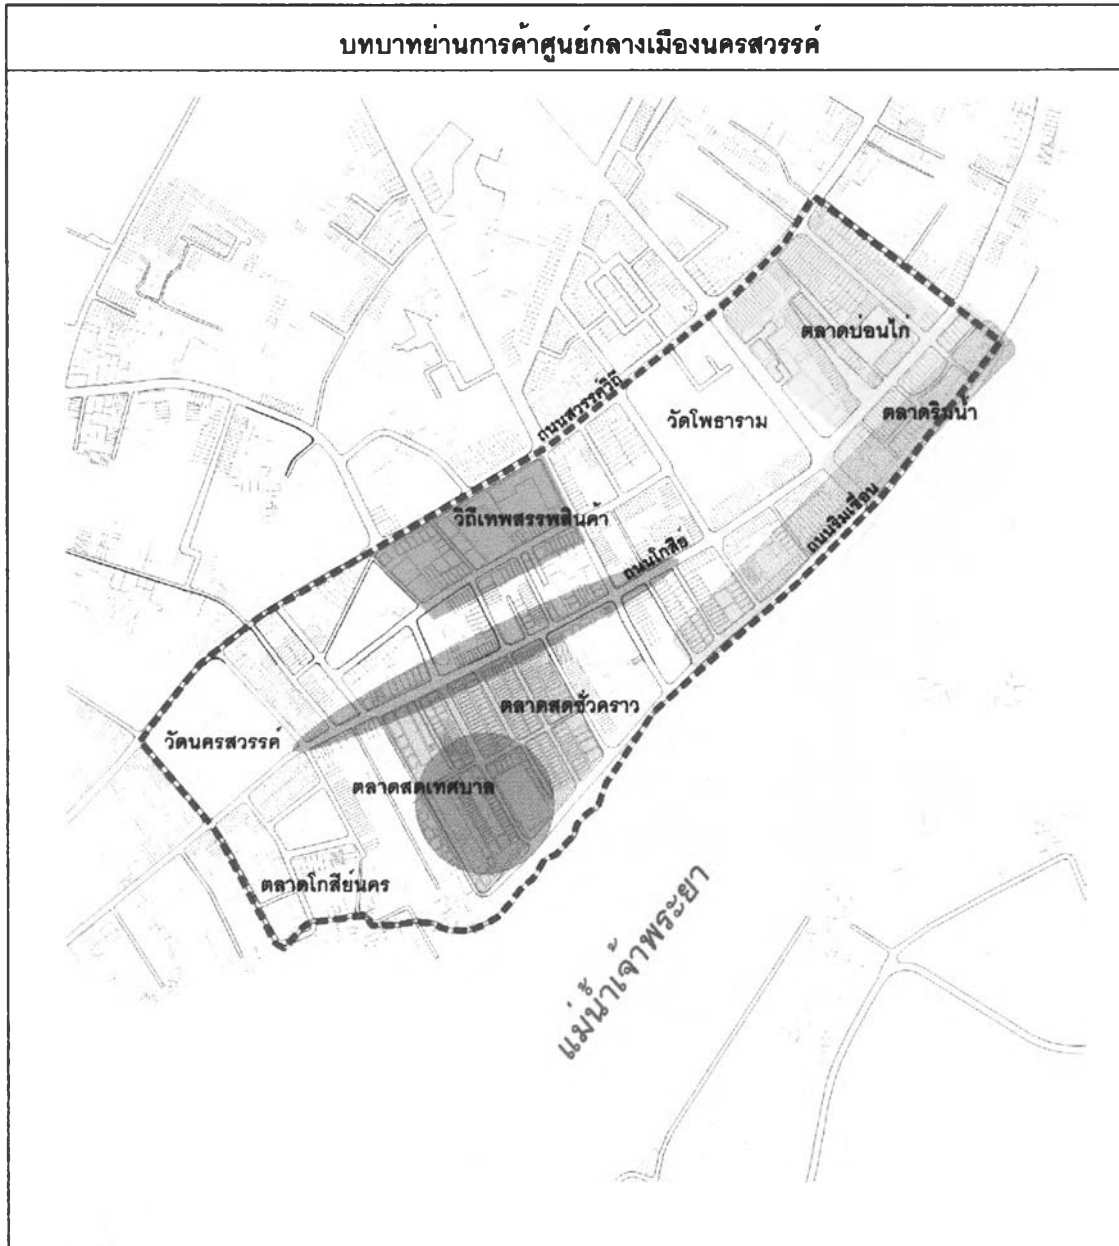 บทบาทย่านการค้าศูนย์กลางเมืองนครสวรรค์
ตลาดบ่อนไก่
ตลาดริมน้ำ
วัดโพธาราม
ถนนสวรรค์วิถี
วิถีเทพสรรพสินค้า
ถนนริมเขื่อน
ถนนโกสีย์
ตลาดสดชั่วคราว
วัดนครสวรรค์
ตลาดสดเทศบาล
ตลาดโกสีย์นคร
แม่น้ำเจ้าพระยา